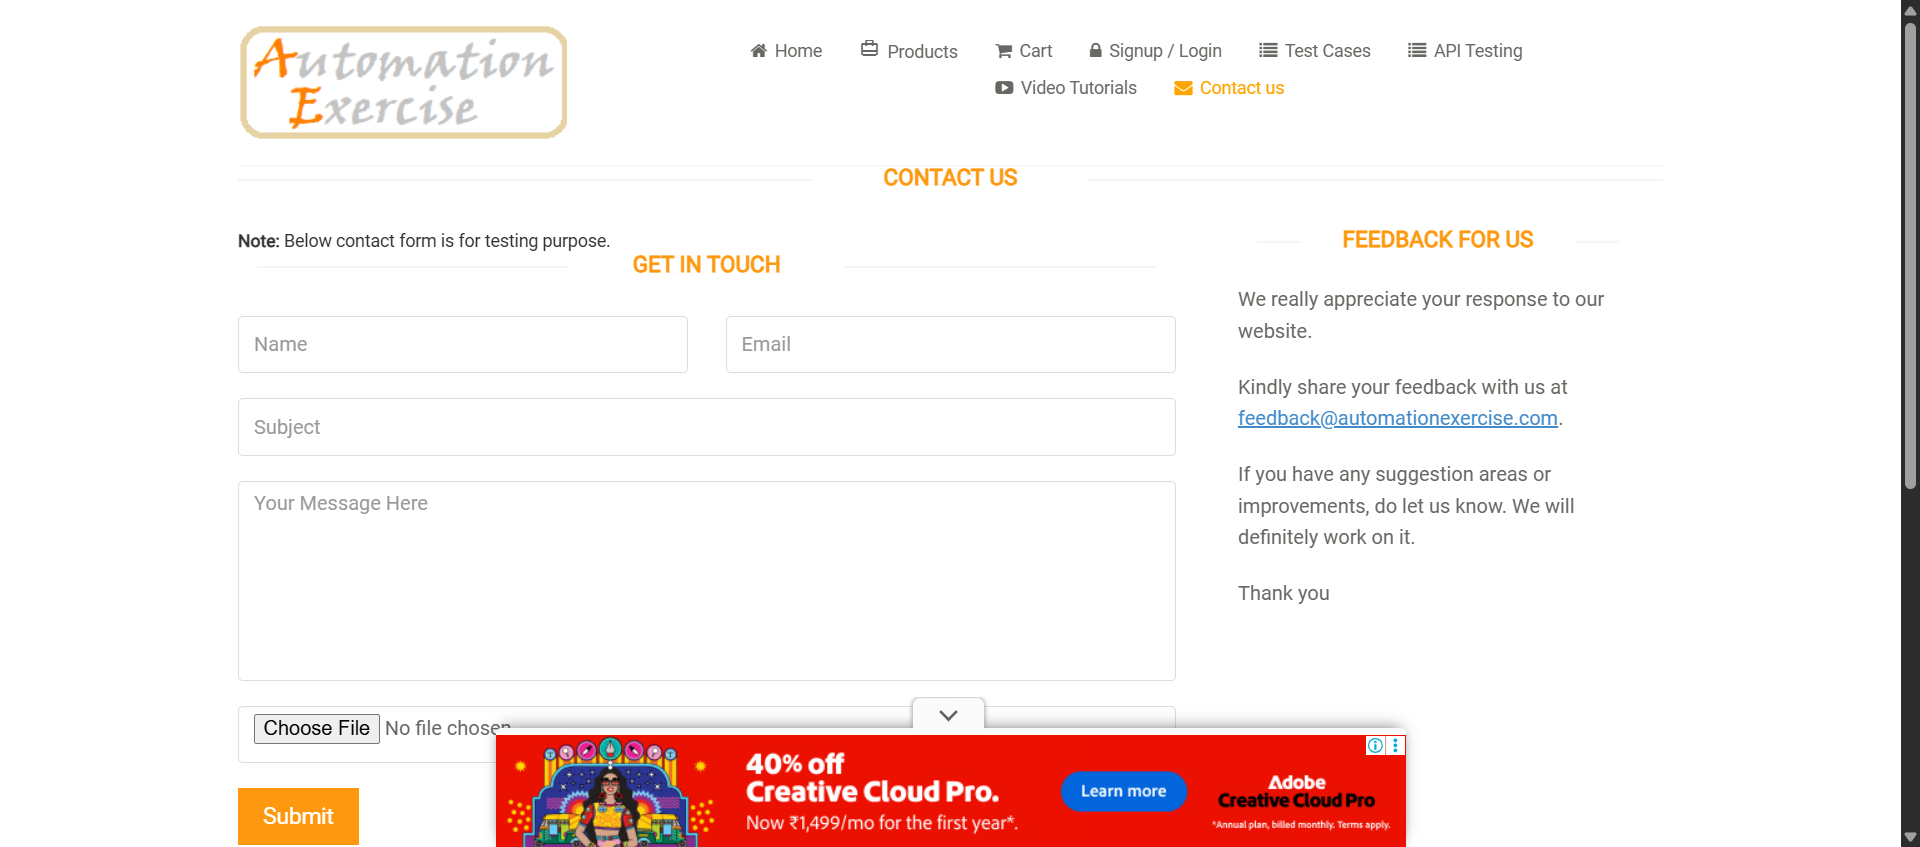 Automation
Exercise
Home
Products
Cart
Signup / Login
Test Cases
API Testing
Video Tutorials
Contact us
CONTACT US
Note: Below contact form is for testing purpose.
GET IN TOUCH
Name
Email
Subject
Your Message Here
Choose File No file chosen
Submit
FEEDBACK FOR US
We really appreciate your response to our
website.
Kindly share your feedback with us at
feedback@automationexercise.com.
If you have any suggestion areas or
improvements, do let us know. We will
definitely work on it.
Thank you
40% off
Creative Cloud Pro.
Now ₹1,499/mo for the first year*.
Learn more
Adobe
Creative Cloud Pro
*Annual plan, billed monthly. Terms apply.